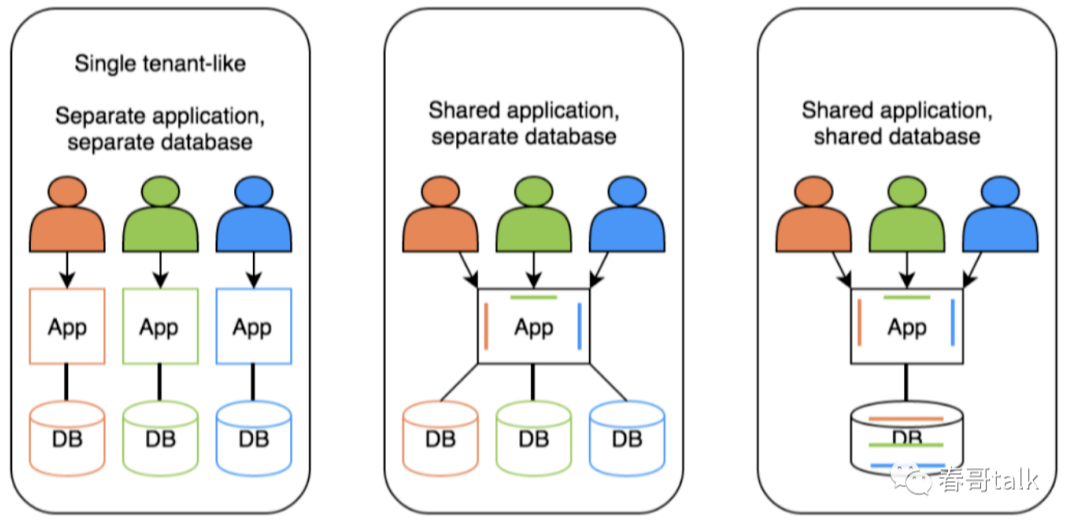 Single tenant-like
Separate application,
separate database
App
App
App
DB
DB
DB
Shared application,
separate database
App
DB
DB
DB
Shared application,
shared database
App
DB
春哥talk